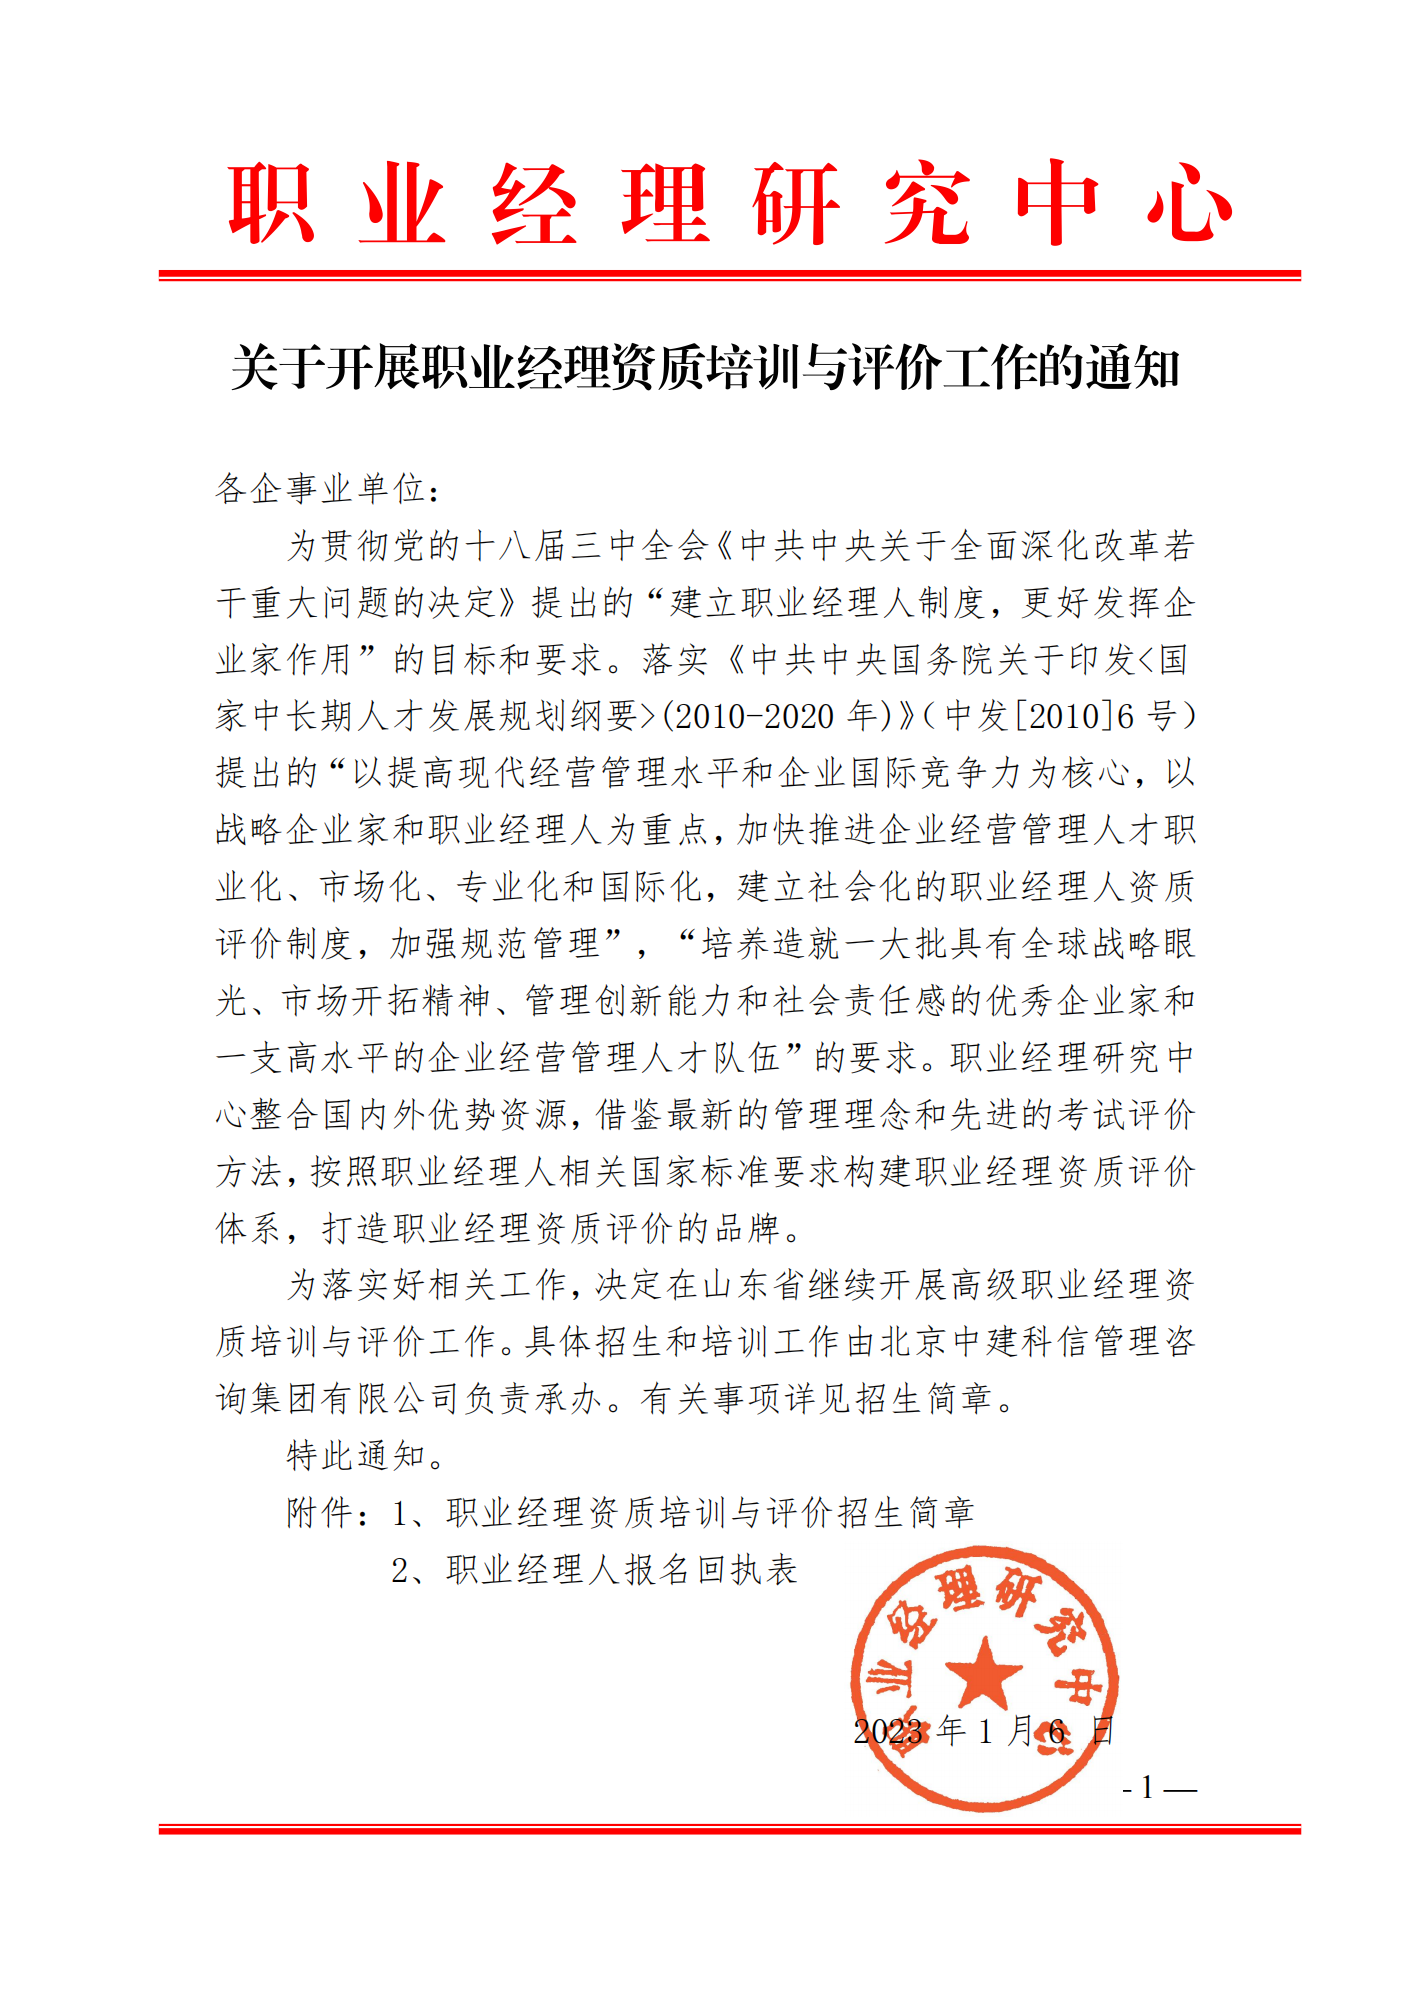 职业经理研究中心
关于开展职业经理资质培训与评价工作的通知
各企事业单位：
为贯彻党的十八届三中全会《中共中央关于全面深化改革若
干重大问题的决定》提出的“建立职业经理人制度，更好发挥企
业家作用”的目标和要求。落实《中共中央国务院关于印发<国
家中长期人才发展规划纲要>(2010-2020 年)》（中发[2010]6 号）
提出的“以提高现代经营管理水平和企业国际竞争力为核心，以
战略企业家和职业经理人为重点，加快推进企业经营管理人才职
业化、市场化、专业化和国际化，建立社会化的职业经理人资质
评价制度，加强规范管理”，“培养造就一大批具有全球战略眼
光、市场开拓精神、管理创新能力和社会责任感的优秀企业家和
一支高水平的企业经营管理人才队伍”的要求。职业经理研究中
心整合国内外优势资源，借鉴最新的管理理念和先进的考试评价
方法，按照职业经理人相关国家标准要求构建职业经理资质评价
体系，打造职业经理资质评价的品牌。
为落实好相关工作，决定在山东省继续开展高级职业经理资
质培训与评价工作。具体招生和培训工作由北京中建科信管理咨
询集团有限公司负责承办。有关事项详见招生简章。
特此通知。
附件：1、职业经理资质培训与评价招生简章
2、职业经理人报名回执表
职业经理研究中心
2023 年 1 月 6 日
- 1 —